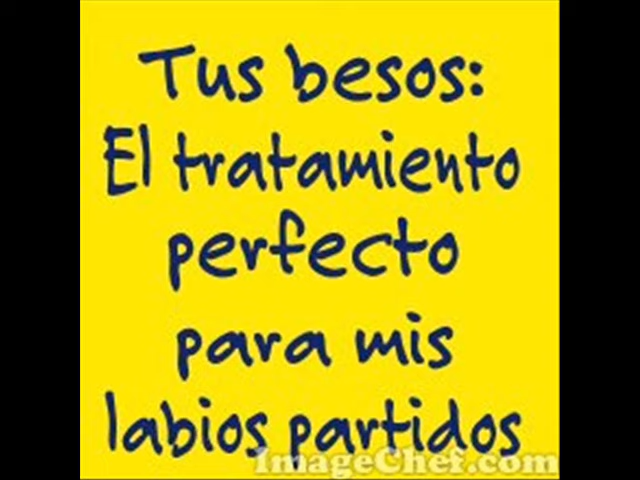 Tus besos:
El tratamiento
perfecto
para mis
labios partidos
ImageChef.com